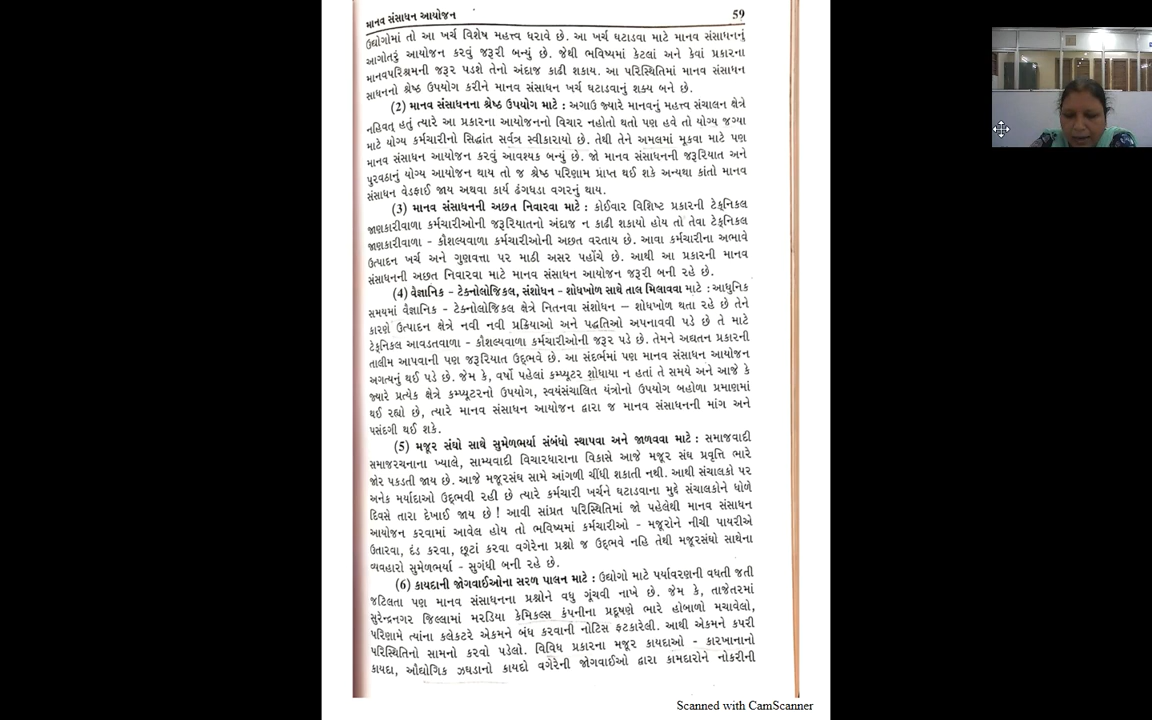 માનવ સંસાધન આયોજન
59
ઉદ્યોગોમાં તો આ ખર્ચ વિશેષ મહત્ત્વ ધરાવે છે. આ ખર્ચ ઘટાડવા માટે માનવ સંસાધનનું
આગોતરું આયોજન કરવું જરૂરી બન્યું છે. જેથી ભવિષ્યમાં કેટલાં અને કેવાં પ્રકારના
માનવપરિશ્રમની જરૂર પડશે તેનો અંદાજ કાઢી શકાય. આ પરિસ્થિતિમાં માનવ સંસાધન
સાધનનો શ્રેષ્ઠ ઉપયોગ કરીને માનવ સંસાધન ખર્ચ ઘટાડવાનું શક્ય બને છે.
(2) માનવ સંસાધનના શ્રેષ્ઠ ઉપયોગ માટે : અગાઉ જ્યારે માનવનું મહત્ત્વ સંચાલન ક્ષેત્રે
નહિવત્ હતું ત્યારે આ પ્રકારના આયોજનનો વિચાર નહોતો થતો પણ હવે તો યોગ્ય જગ્યા
માટે યોગ્ય કર્મચારીનો સિદ્ધાંત સર્વત્ર સ્વીકારાયો છે. તેથી તેને અમલમાં મૂકવા માટે પણ
માનવ સંસાધન આયોજન કરવું આવશ્યક બન્યું છે. જો માનવ સંસાધનની જરૂરિયાત અને
પુરવઠાનું યોગ્ય આયોજન થાય તો જ શ્રેષ્ઠ પરિણામ પ્રાપ્ત થઈ શકે અન્યથા કાંતો માનવ
સંસાધન વેડફાઈ જાય અથવા કાર્ય ઢંગધડા વગરનું થાય.
(3) માનવ સંસાધનની અછત નિવારવા માટે : કોઈવાર વિશિષ્ટ પ્રકારની ટેક્નિકલ
જાણકારીવાળા કર્મચારીઓની જરૂરિયાતનો અંદાજ ન કાઢી શકાયો હોય તો તેવા ટેક્નિકલ
જાણકારીવાળા - કૌશલ્યવાળા કર્મચારીઓની અછત વરતાય છે. આવા કર્મચારીના અભાવે
ઉત્પાદન ખર્ચ અને ગુણવત્તા પર માઠી અસર પહોંચે છે. આથી આ પ્રકારની માનવ
સંસાધનની અછત નિવારવા માટે માનવ સંસાધન આયોજન જરૂરી બની રહે છે.
(4) વૈજ્ઞાનિક - ટેક્નોલોજિકલ, સંશોધન - શોધખોળ સાથે તાલ મિલાવવા માટે : આધુનિક
સમયમાં વૈજ્ઞાનિક - ટેક્નોલોજિકલ ક્ષેત્રે નિતનવા સંશોધન – શોધખોળ થતા રહે છે તેને
કારણે ઉત્પાદન ક્ષેત્રે નવી નવી પ્રક્રિયાઓ અને પદ્ધતિઓ અપનાવવી પડે છે તે માટે
ટેક્નિકલ આવડતવાળા - કૌશલ્યવાળા કર્મચારીઓની જરૂર પડે છે. તેમને અદ્યતન પ્રકારની
તાલીમ આપવાની પણ જરૂરિયાત ઉદ્ભવે છે. આ સંદર્ભમાં પણ માનવ સંસાધન આયોજન
અગત્યનું થઈ પડે છે. જેમ કે, વર્ષો પહેલાં કમ્પ્યૂટર શોધાયા ન હતાં તે સમયે અને આજે કે
જ્યારે પ્રત્યેક ક્ષેત્રે કમ્પ્યૂટરનો ઉપયોગ, સ્વયંસંચાલિત યંત્રોનો ઉપયોગ બહોળા પ્રમાણમાં
થઈ રહ્યો છે, ત્યારે માનવ સંસાધન આયોજન દ્વારા જ માનવ સંસાધનની માંગ અને
પસંદગી થઈ શકે.
(5) મજૂર સંઘો સાથે સુમેળભર્યા સંબંધો સ્થાપવા અને જાળવવા માટે : સમાજવાદી
સમાજરચનાના ખ્યાલે, સામ્યવાદી વિચારધારાના વિકાસે આજે મજૂર સંઘ પ્રવૃત્તિ ભારે
જોર પકડતી જાય છે. આજે મજૂરસંઘ સામે આંગળી ચીંધી શકાતી નથી. આથી સંચાલકો પર
અનેક મર્યાદાઓ ઉદ્ભવી રહી છે ત્યારે કર્મચારી ખર્ચને ઘટાડવાના મુદ્દે સંચાલકોને ધોળે
દિવસે તારા દેખાઈ જાય છે ! આવી સાંપ્રત પરિસ્થિતિમાં જો પહેલેથી માનવ સંસાધન
આયોજન કરવામાં આવેલ હોય તો ભવિષ્યમાં કર્મચારીઓ - મજૂરોને નીચી પાયરીએ
ઉતારવા, દંડ કરવા, છૂટાં કરવા વગેરેના પ્રશ્નો જ ઉદ્ભવે નહિ તેથી મજૂરસંઘો સાથેના
વ્યવહારો સુમેળભર્યા - સુગંધી બની રહે છે.
(6) કાયદાની જોગવાઈઓના સરળ પાલન માટે : ઉદ્યોગો માટે પર્યાવરણની વધતી જતી
જટિલતા પણ માનવ સંસાધનના પ્રશ્નોને વધુ ગૂંચવી નાખે છે. જેમ કે, તાજેતરમાં
સુરેન્દ્રનગર જિલ્લામાં મરડિયા કેમિકલ્સ કંપનીના પ્રદૂષણે ભારે હોબાળો મચાવેલો,
પરિણામે ત્યાંના કલેકટરે એકમને બંધ કરવાની નોટિસ ફટકારેલી. આથી એકમને કપરી
પરિસ્થિતિનો સામનો કરવો પડેલો. વિવિધ પ્રકારના મજૂર કાયદાઓ - કારખાનાનો
કાયદા, ઔદ્યોગિક ઝઘડાનો કાયદો વગેરેની જોગવાઈઓ દ્વારા કામદારોને નોકરીની
Scanned with CamScanner